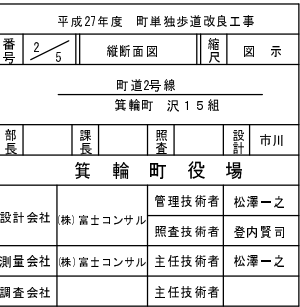 平成27年度 町単独歩道改良工事
番号 2/5 縦断面図 縮尺 図示
町道2号線
箕輪町 沢15組
部長 課長 照査 設計 市川
箕輪町役場
設計会社 (株)富士コンサル 管理技術者 松澤一之
照査技術者 登内賢司
測量会社 (株)富士コンサル 主任技術者 松澤一之
調査会社 主任技術者